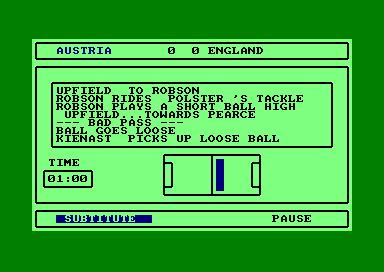 AUSTRIA 0 0 ENGLAND
UPFIELD TO ROBSON
ROBSON RIDES POLSTER 'S TACKLE
ROBSON PLAYS A SHORT BALL HIGH
UPFIELD...TOWARDS PEARCE
--- BAD PASS ---
BALL GOES LOOSE
KIENAST PICKS UP LOOSE BALL
TIME
01:00
SUBTITUTE PAUSE